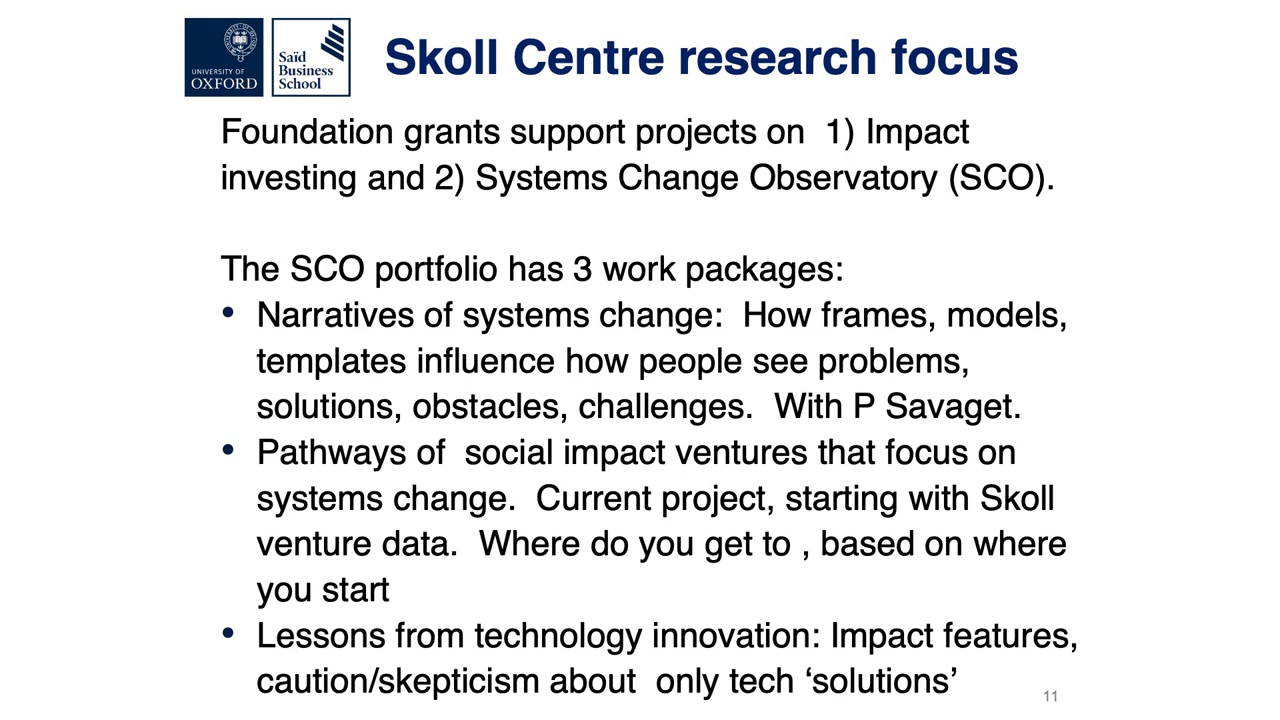 UNIVERSITY OF
OXFORD
Saïd
Business
School
Skoll Centre research focus
Foundation grants support projects on  1) Impact
investing and 2) Systems Change Observatory (SCO).
The SCO portfolio has 3 work packages:
• Narratives of systems change:  How frames, models,
templates influence how people see problems,
solutions, obstacles, challenges.  With P Savaget.
• Pathways of  social impact ventures that focus on
systems change.  Current project, starting with Skoll
venture data.  Where do you get to , based on where
you start
• Lessons from technology innovation: Impact features,
caution/skepticism about  only tech ‘solutions’
11